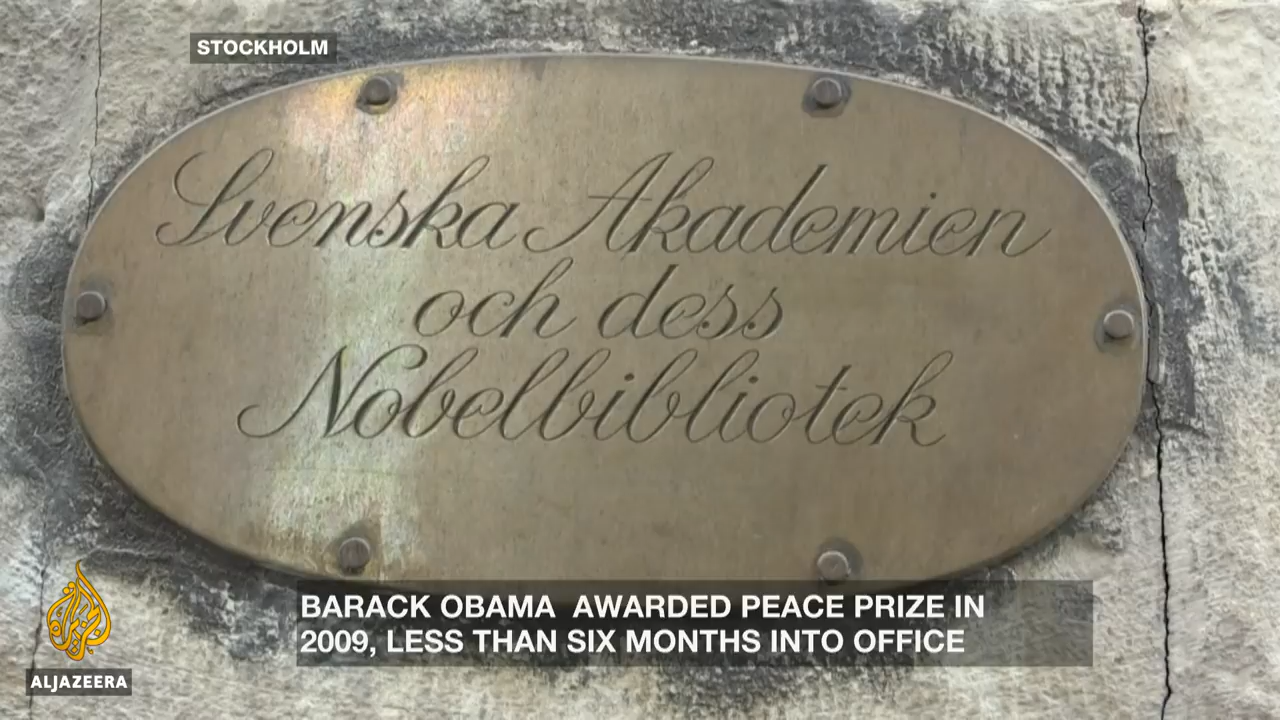 STOCKHOLM
Svenska Akademien
och dess
Nobelbibliotek
BARACK OBAMA AWARDED PEACE PRIZE IN
2009, LESS THAN SIX MONTHS INTO OFFICE
ALJAZEERA